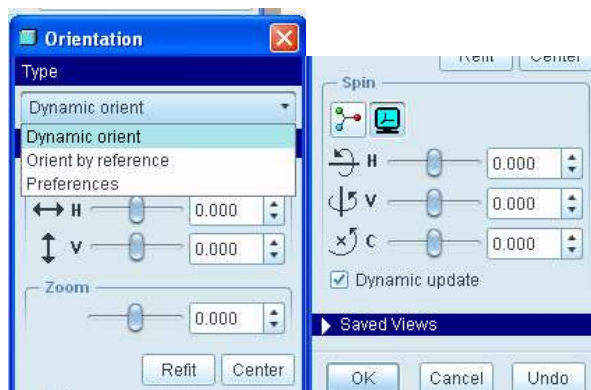 Orientation
Type
Dynamic orient
Dynamic orient
Orient by reference
Preferences
H 0.000
V 0.000
Zoom
0.000
Refit Center
Refit Center
Spin
H 0.000
V 0.000
C 0.000
Dynamic update
Saved Views
OK Cancel Undo